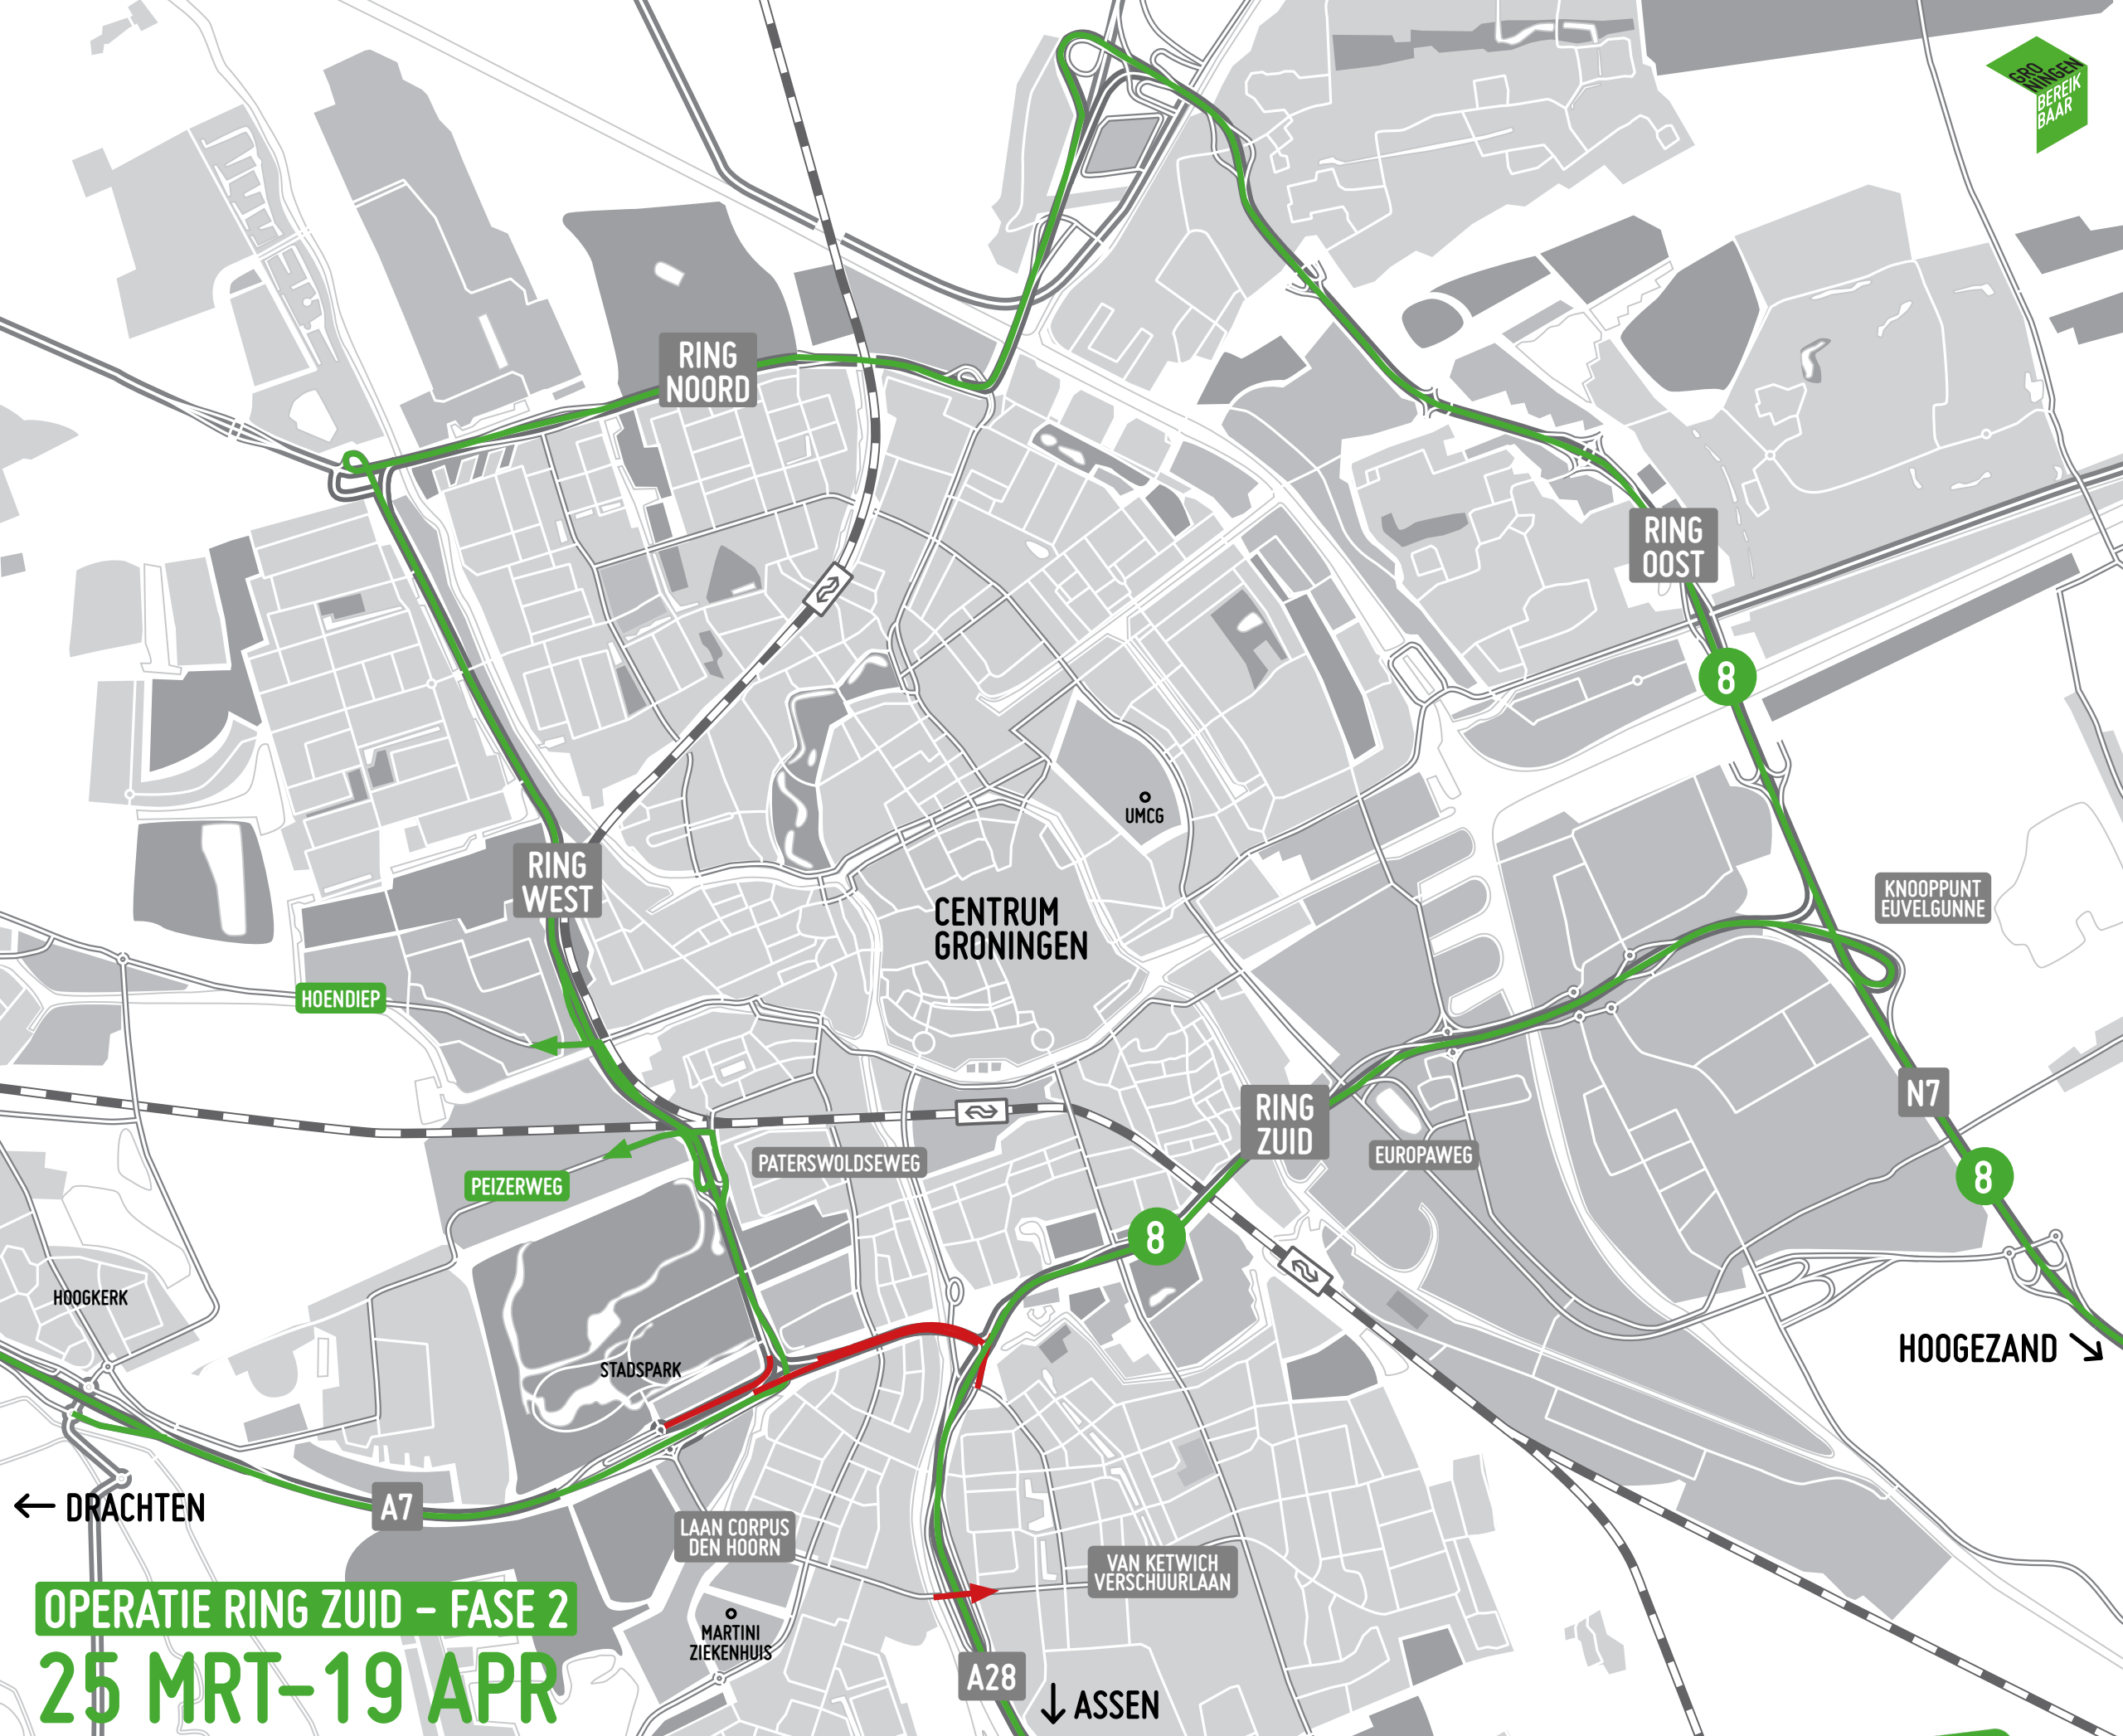 GRO
NINGEN
BEREIK
BAAR
RING
NOORD
RING
OOST
8
UMCG
RING
WEST
CENTRUM
GRONINGEN
KNOOPPUNT
EUVELGUNNE
HOENDIEP
N7
RING
ZUID
EUROPAWEG
PATERSWOLDSEWEG
PEIZERWEG
8
8
HOOGKERK
STADSPARK
HOOGEZAND
A7
DRACHTEN
LAAN CORPUS
DEN HOORN
VAN KETWICH
VERSCHUURLAAN
OPERATIE RING ZUID – FASE 2
25 MRT–19 APR
MARTINI
ZIEKENHUIS
A28
ASSEN